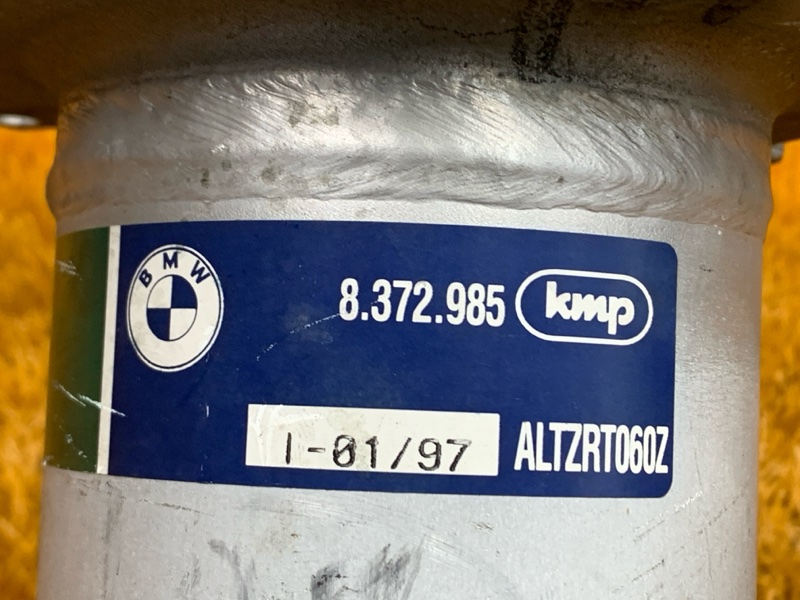 BMW
8.372.985 kmp
I-01/97 ALTZRT060Z